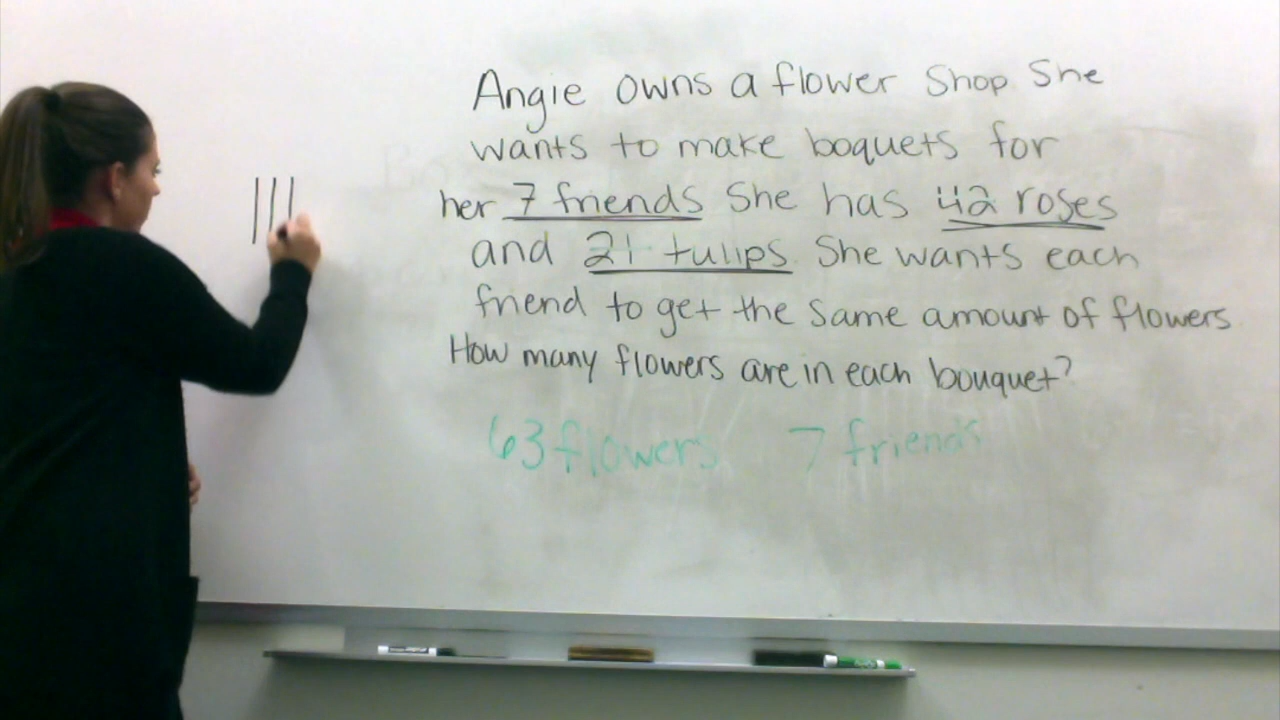 Angie owns a flower Shop She
wants to make boquets for
her 7 friends She has 42 roses
and 21 tulips. She wants each
friend to get the same amount of flowers
How many flowers are in each bouquet?
63 flowers 7 friends